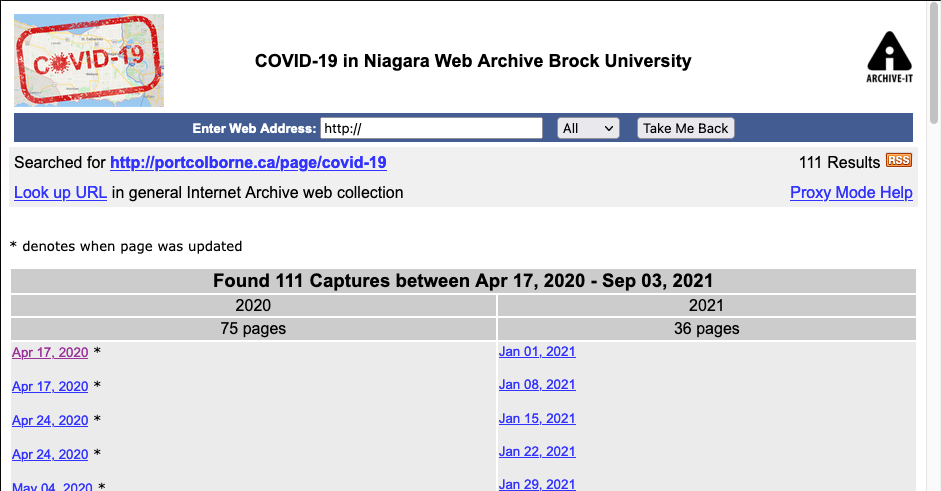 COVID-19
COVID-19 in Niagara Web Archive Brock University
ARCHIVE-IT
Enter Web Address: http:// All Take Me Back
Searched for http://portcolborne.ca/page/covid-19 111 Results RSS
Look up URL in general Internet Archive web collection Proxy Mode Help
* denotes when page was updated
Found 111 Captures between Apr 17, 2020 - Sep 03, 2021
2020 2021
75 pages 36 pages
Apr 17, 2020 * Jan 01, 2021
Apr 17, 2020 * Jan 08, 2021
Apr 24, 2020 * Jan 15, 2021
Apr 24, 2020 * Jan 22, 2021
May 04, 2020 * Jan 29, 2021